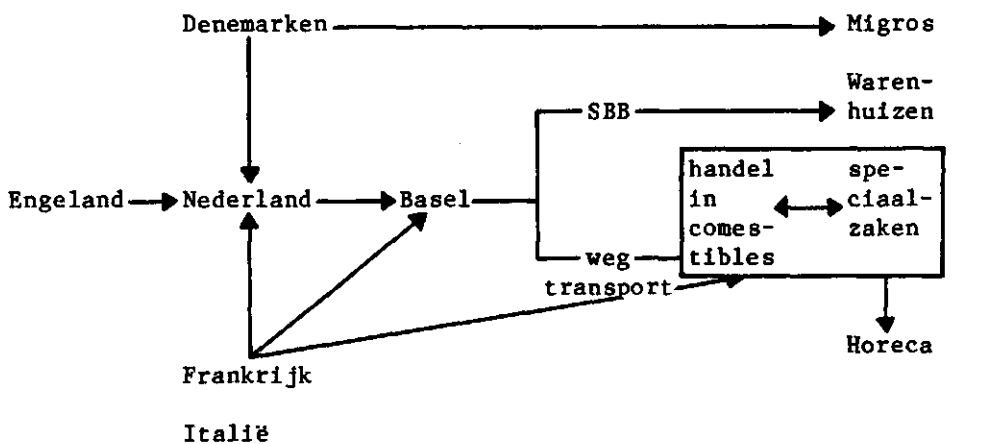 Denemarken
Migros
Waren-
SBB
huizen
handel
spe-
Engeland
Nederland
Basel
in
ciaal-
comes-
zaken
weg
tibles
transport
Horeca
Frankrijk
Italië